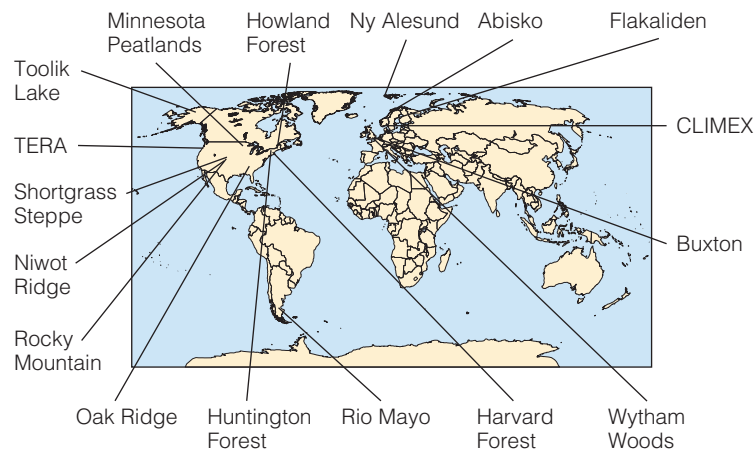 Minnesota
Peatlands
Howland
Forest
Ny Alesund
Abisko
Flakaliden
Toolik
Lake
TERA
Shortgrass
Steppe
Niwot
Ridge
Rocky
Mountain
CLIMEX
Buxton
Oak Ridge
Huntington
Forest
Rio Mayo
Harvard
Forest
Wytham
Woods